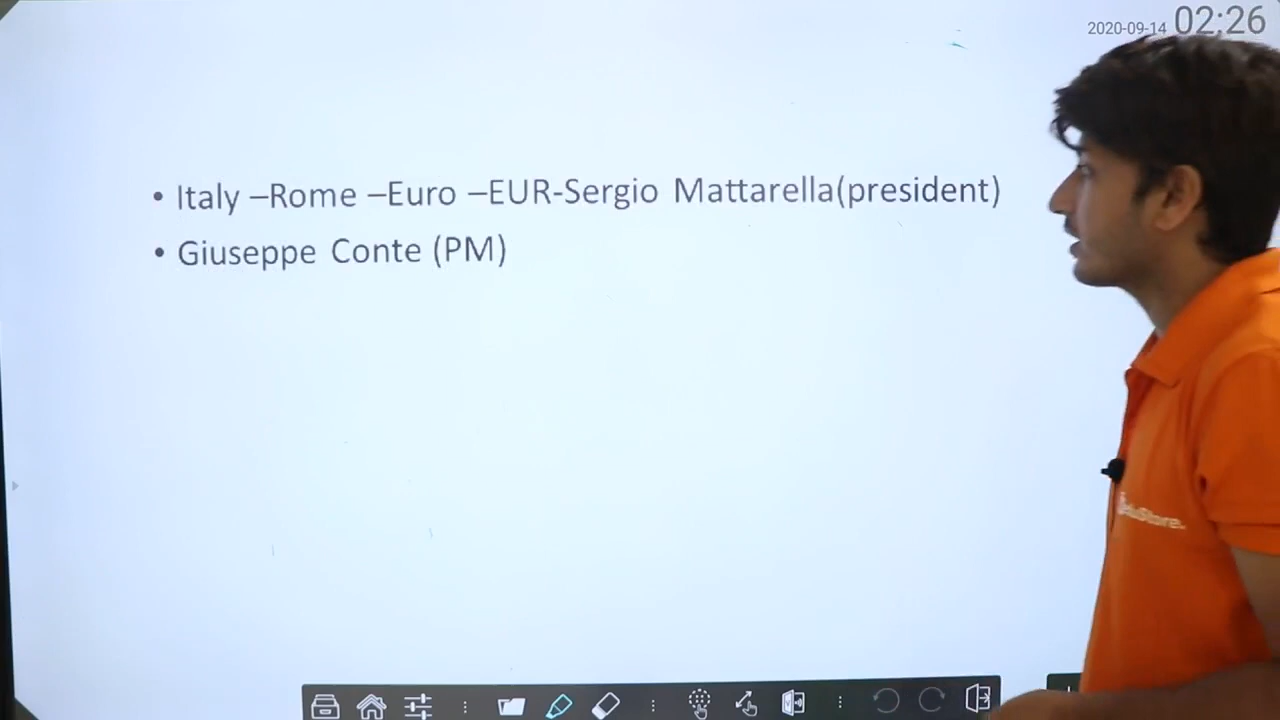 2020-09-14 02:26
• Italy –Rome –Euro –EUR-Sergio Mattarella(president)
• Giuseppe Conte (PM)